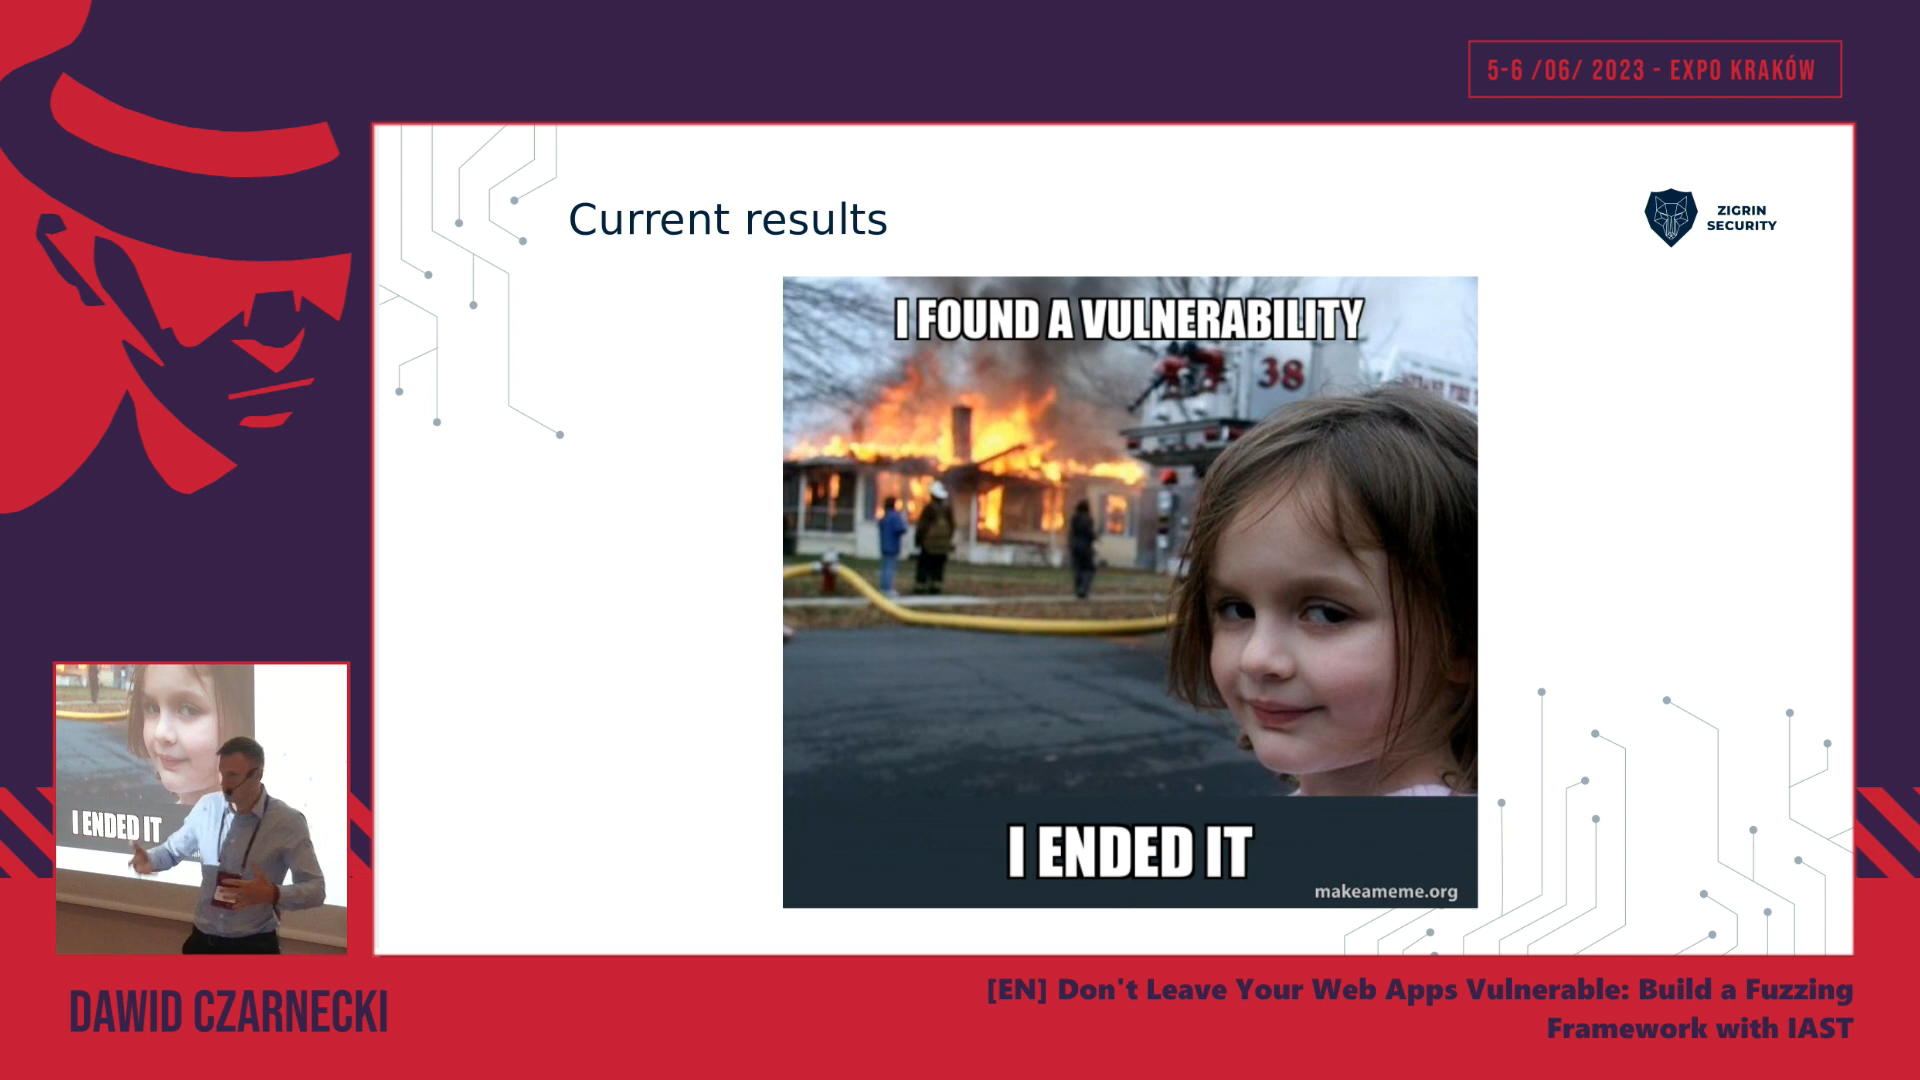 5-6 /06/ 2023 - EXPO KRAKÓW
Current results
ZIGRIN
SECURITY
I FOUND A VULNERABILITY
38
I ENDED IT
makeameme.org
I ENDED IT
DAWID CZARNECKI
[EN] Don't Leave Your Web Apps Vulnerable: Build a Fuzzing
Framework with IAST